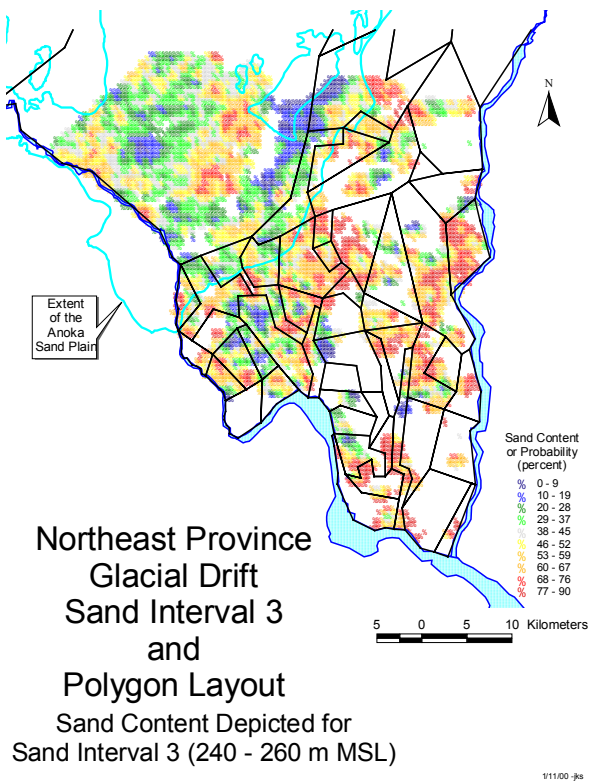 N
Extent
of the
Anoka
Sand Plain
Sand Content
or Probability
(percent)
% 0 - 9
% 10 - 19
% 20 - 28
% 29 - 37
% 38 - 45
% 46 - 52
% 53 - 59
% 60 - 67
% 68 - 76
% 77 - 90
Northeast Province
Glacial Drift
Sand Interval 3
and
Polygon Layout
Sand Content Depicted for
Sand Interval 3 (240 - 260 m MSL)
5 0 5 10 Kilometers
1/11/00 -jks